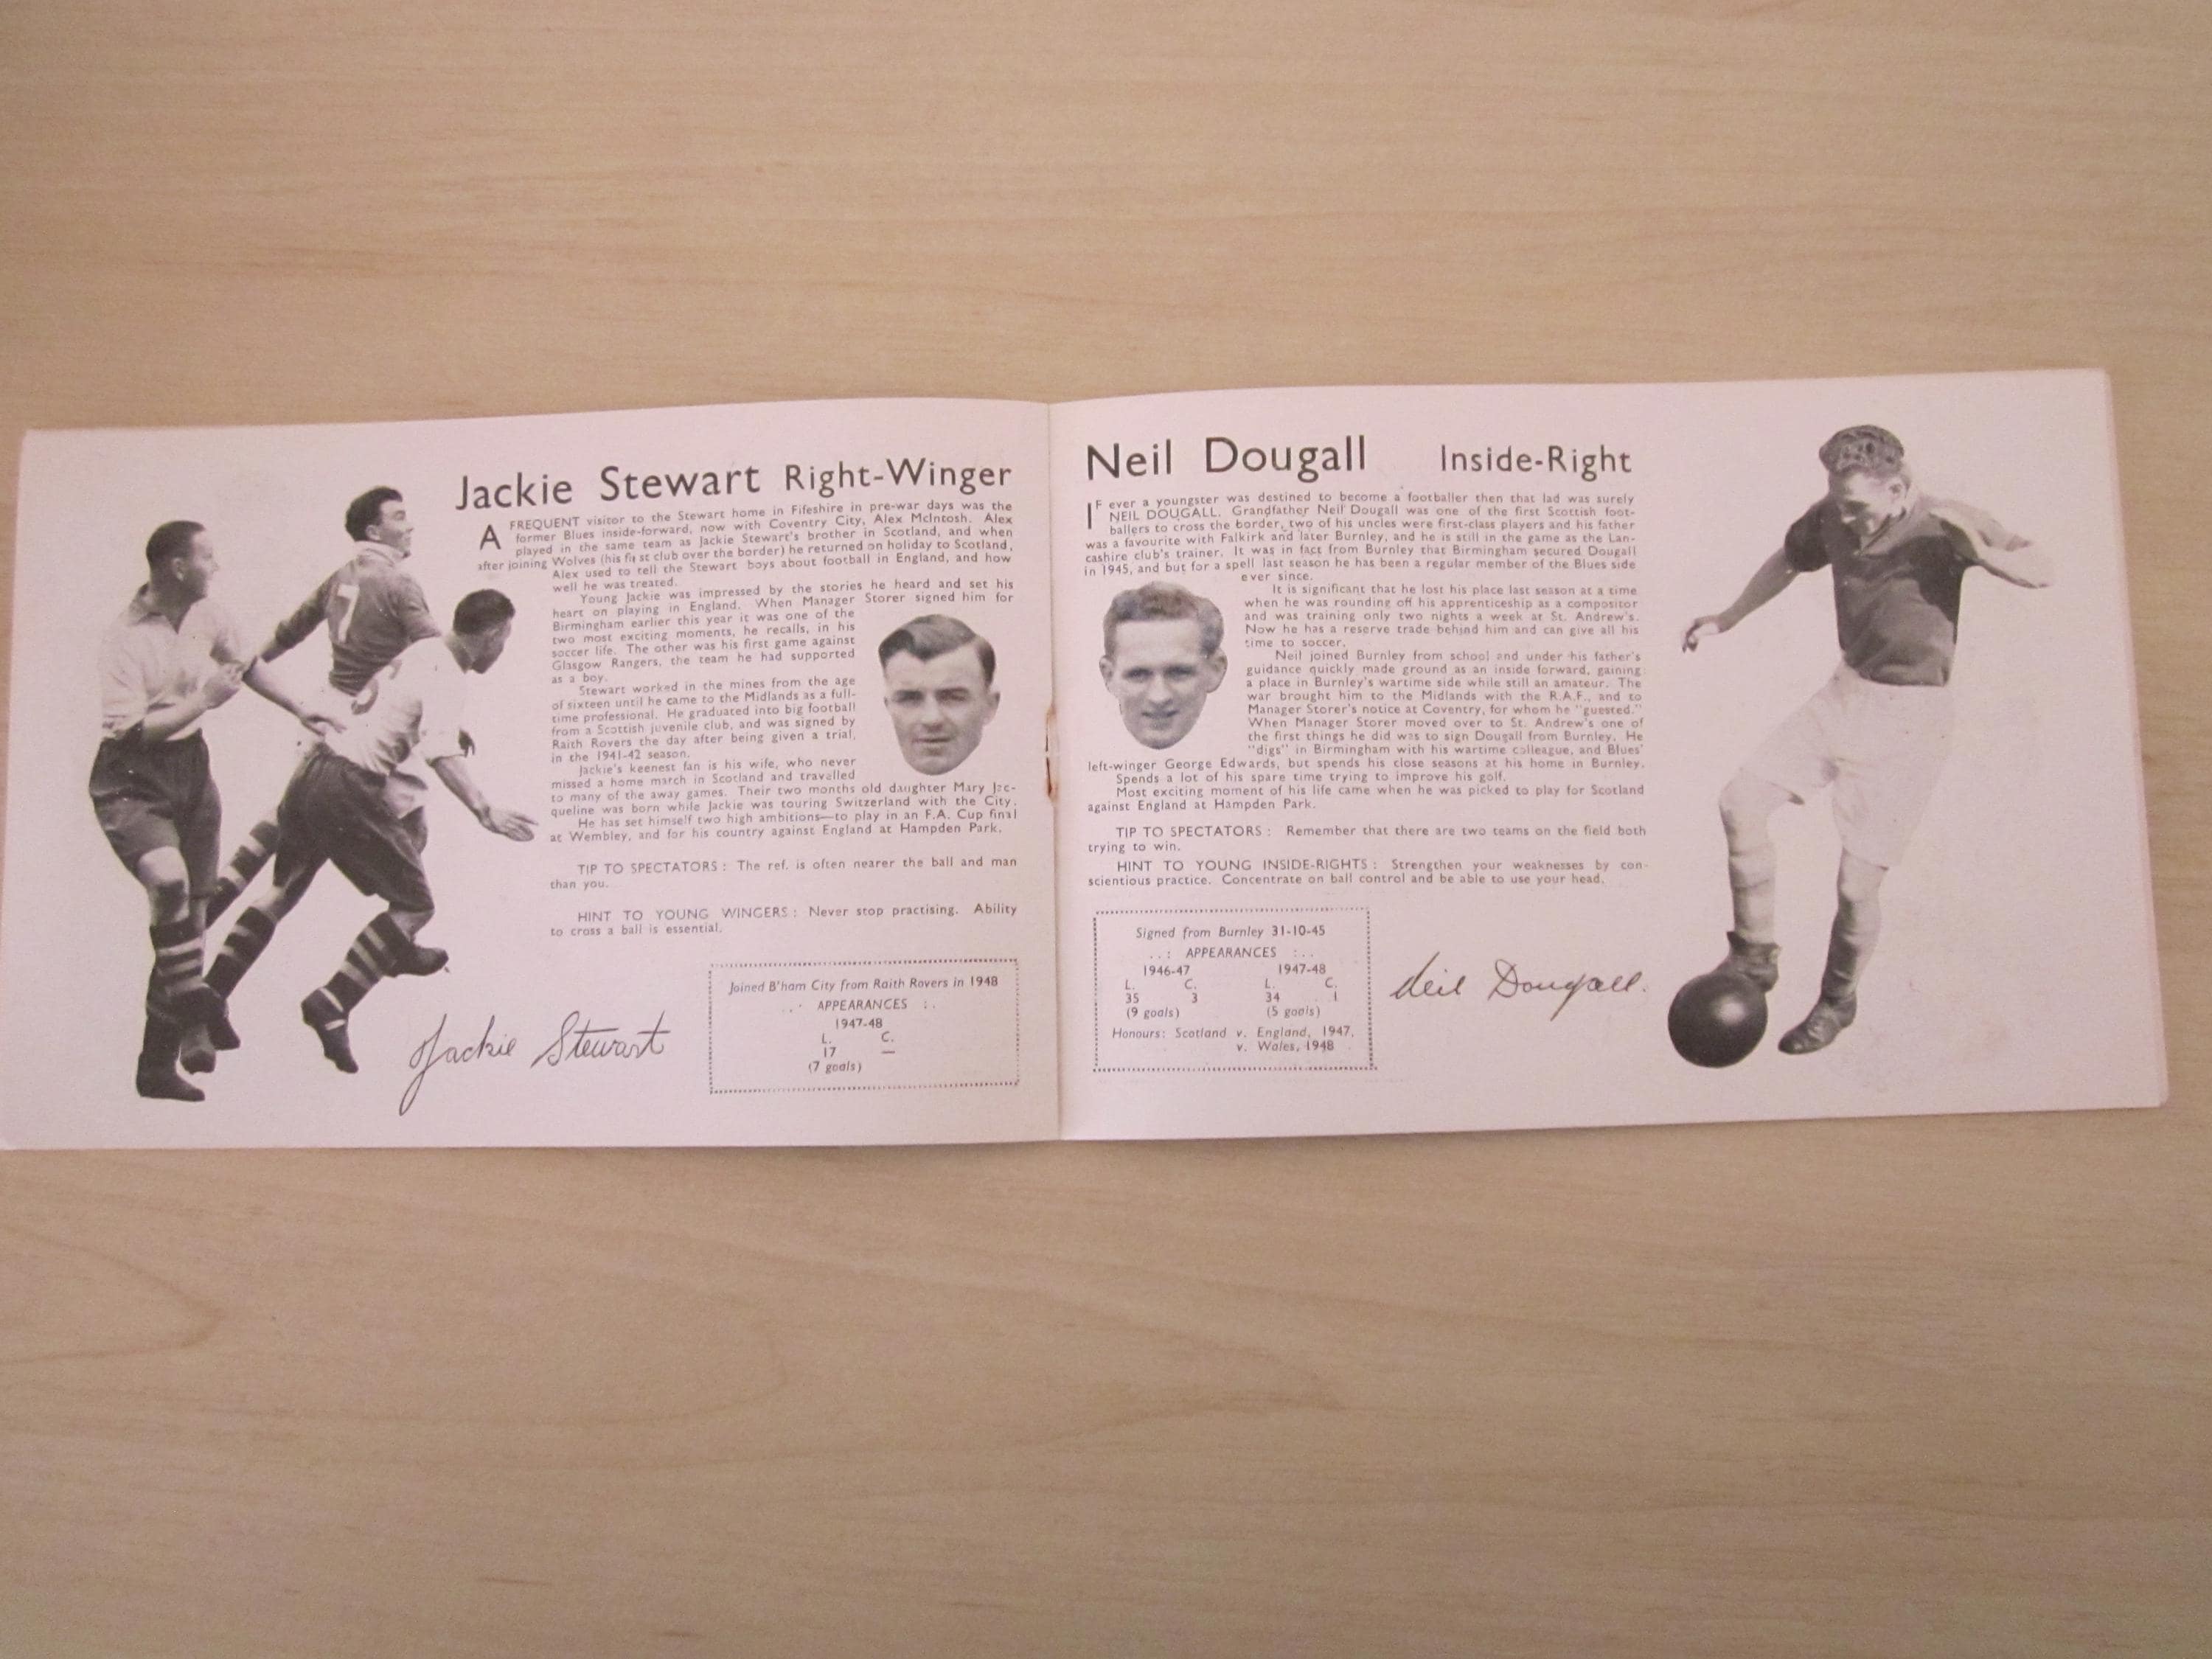 Jackie Stewart Right-Winger
A FREQUENT visitor to the Stewart home in Fifeshire in pre-war days was the
former Blues inside-forward, now with Coventry City, Alex McIntosh. Alex
played in the same team as Jackie Stewart's brother in Scotland, and when
after joining Wolves (his first club over the border) he returned on holiday to Scotland,
Alex used to tell the Stewart boys about football in England, and how
well he was treated.
Young Jackie was impressed by the stories he heard and set his
heart on playing in England. When Manager Storer signed him for
Birmingham earlier this year it was one of the
two most exciting moments, he recalls, in his
soccer life. The other was his first game against
Glasgow Rangers, the team he had supported
as a boy.
Stewart worked in the mines from the age
of sixteen until he came to the Midlands as a full-
time professional. He graduated into big football
from a Scottish juvenile club, and was signed by
Raith Rovers the day after being given a trial,
in the 1941-42 season.
Jackie's keenest fan is his wife, who never
missed a home march in Scotland and travelled
to many of the away games. Their two months old daughter Mary Jac-
queline was born while Jackie was touring Switzerland with the City.
He has set himself two high ambitions—to play in an F.A. Cup final
at Wembley, and for his country against England at Hampden Park.
TIP TO SPECTATORS : The ref. is often nearer the ball and man
than you.
HINT TO YOUNG WINGERS : Never stop practising. Ability
to cross a ball is essential.
Joined B'ham City from Raith Rovers in 1948
APPEARANCES
1947-48
L. C.
17 —
(7 goals)
Jackie Stewart
7
Neil Dougall Inside-Right
IF ever a youngster was destined to become a footballer then that lad was surely
NEIL DOUGALL. Grandfather Neil Dougall was one of the first Scottish foot-
ballers to cross the border, two of his uncles were first-class players and his father
was a favourite with Falkirk and later Burnley, and he is still in the game as the Lan-
cashire club's trainer. It was in fact from Burnley that Birmingham secured Dougall
in 1945, and but for a spell last season he has been a regular member of the Blues side
ever since.
It is significant that he lost his place last season at a time
when he was rounding off his apprenticeship as a compositor
and was training only two nights a week at St. Andrew's.
Now he has a reserve trade behind him and can give all his
time to soccer.
Neil joined Burnley from school and under his father's
guidance quickly made ground as an inside forward, gaining
a place in Burnley's wartime side while still an amateur. The
war brought him to the Midlands with the R.A.F., and to
Manager Storer's notice at Coventry, for whom he "guested."
When Manager Storer moved over to St. Andrew's one of
the first things he did was to sign Dougall from Burnley. He
"digs" in Birmingham with his wartime colleague, and Blues'
left-winger George Edwards, but spends his close seasons at his home in Burnley.
Spends a lot of his spare time trying to improve his golf.
Most exciting moment of his life came when he was picked to play for Scotland
against England at Hampden Park.
TIP TO SPECTATORS : Remember that there are two teams on the field both
trying to win.
HINT TO YOUNG INSIDE-RIGHTS : Strengthen your weaknesses by con-
scientious practice. Concentrate on ball control and be able to use your head.
Signed from Burnley 31-10-45
..: APPEARANCES :..
1946-47 1947-48
L. C. L. C.
35 3 34 1
(9 goals) (5 goals)
Honours: Scotland v. England, 1947,
v. Wales, 1948
Neil Dougall.